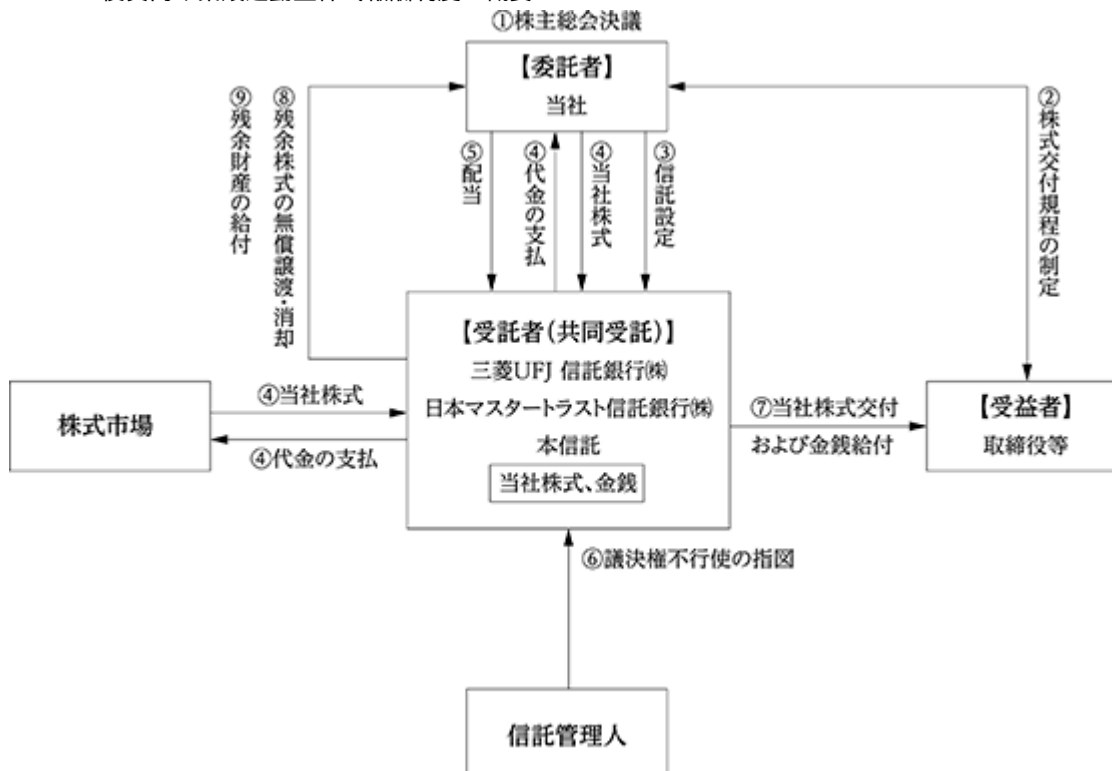 ①株主総会決議
【委託者】
当社
⑨残余財産の給付
⑧残余株式の無償譲渡・消却
⑤配当
④代金の支払
④当社株式
③信託設定
②株式交付規程の制定
【受託者(共同受託)】
三菱UFJ 信託銀行㈱
日本マスタートラスト信託銀行㈱
本信託
当社株式、金銭
株式市場
④当社株式
④代金の支払
⑦当社株式交付
および金銭給付
【受益者】
取締役等
⑥議決権不行使の指図
信託管理人